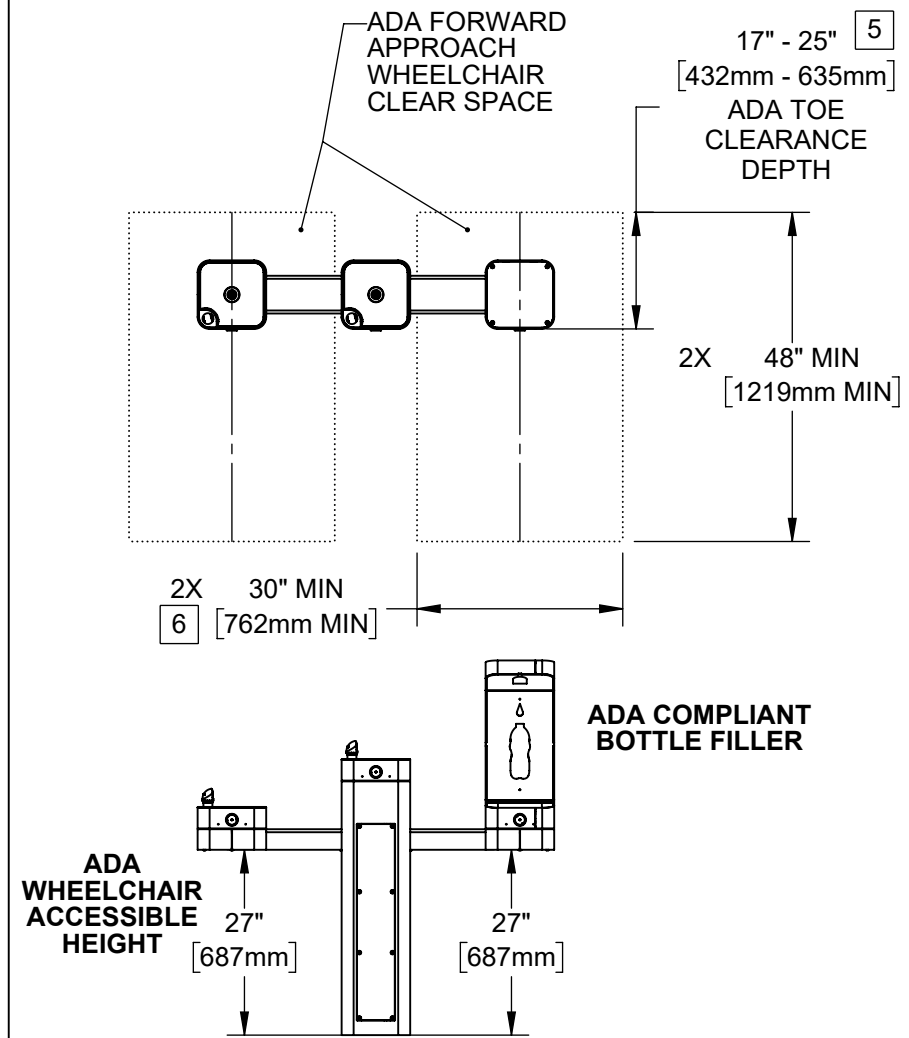 ADA FORWARD
APPROACH
WHEELCHAIR
CLEAR SPACE
17" - 25" 5
[432mm - 635mm]
ADA TOE
CLEARANCE
DEPTH
2X 48" MIN
[1219mm MIN]
2X 30" MIN
6 [762mm MIN]
ADA COMPLIANT
BOTTLE FILLER
ADA
WHEELCHAIR
ACCESSIBLE
HEIGHT
27"
[687mm]
27"
[687mm]